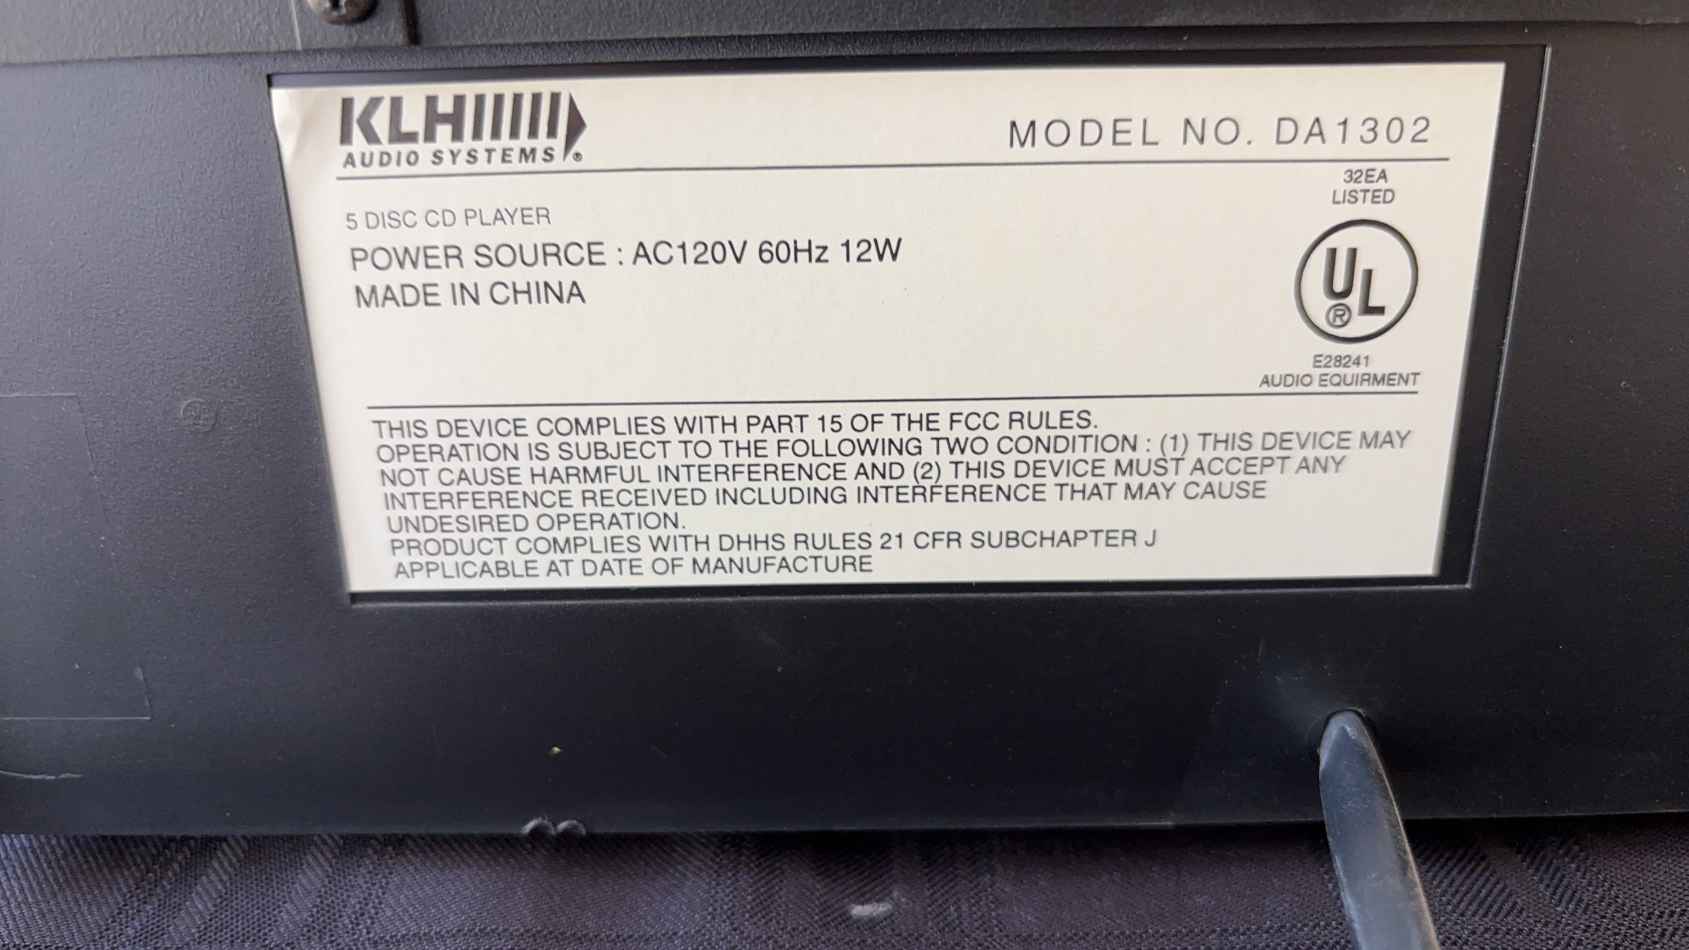 KLH
AUDIO SYSTEMS ®
MODEL NO. DA1302
32EA
LISTED
5 DISC CD PLAYER
POWER SOURCE : AC120V 60Hz 12W
MADE IN CHINA
UL
®
E28241
AUDIO EQUIRMENT
THIS DEVICE COMPLIES WITH PART 15 OF THE FCC RULES.
OPERATION IS SUBJECT TO THE FOLLOWING TWO CONDITION : (1) THIS DEVICE MAY
NOT CAUSE HARMFUL INTERFERENCE AND (2) THIS DEVICE MUST ACCEPT ANY
INTERFERENCE RECEIVED INCLUDING INTERFERENCE THAT MAY CAUSE
UNDESIRED OPERATION.
PRODUCT COMPLIES WITH DHHS RULES 21 CFR SUBCHAPTER J
APPLICABLE AT DATE OF MANUFACTURE